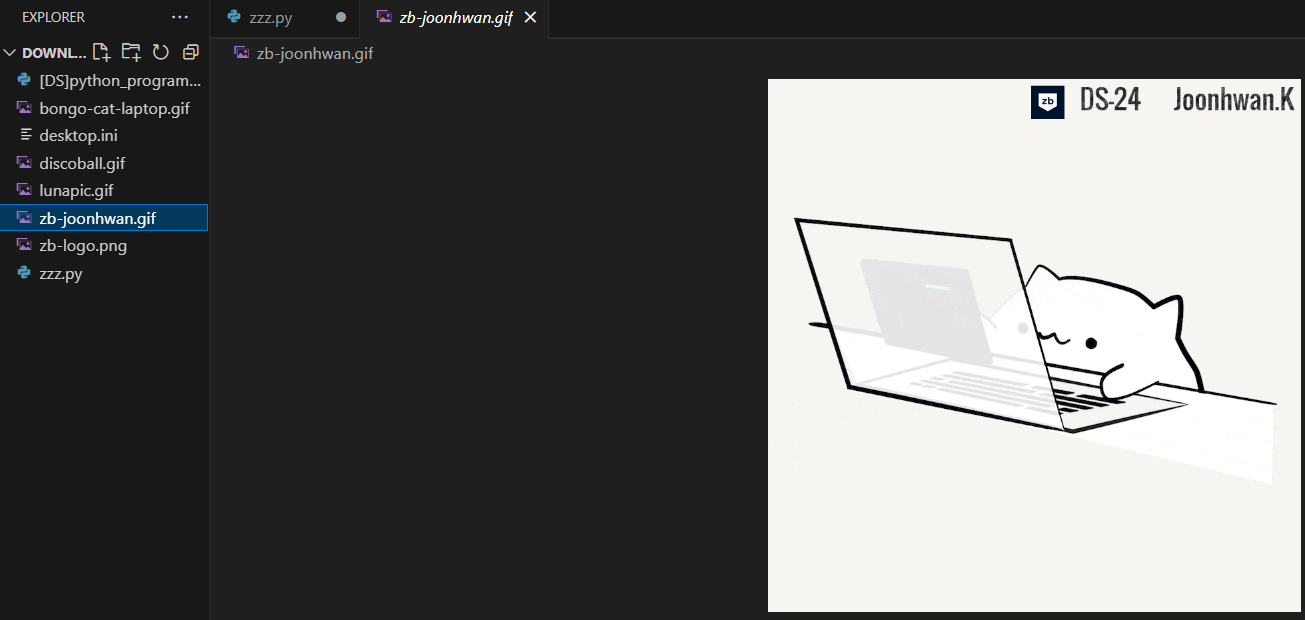 EXPLORER
zzz.py
zb-joonhwan.gif
DOWNL...
zb-joonhwan.gif
[DS]python_program...
bongo-cat-laptop.gif
desktop.ini
discoball.gif
lunapic.gif
zb-joonhwan.gif
zb-logo.png
zzz.py
zb DS-24 Joonhwan.K